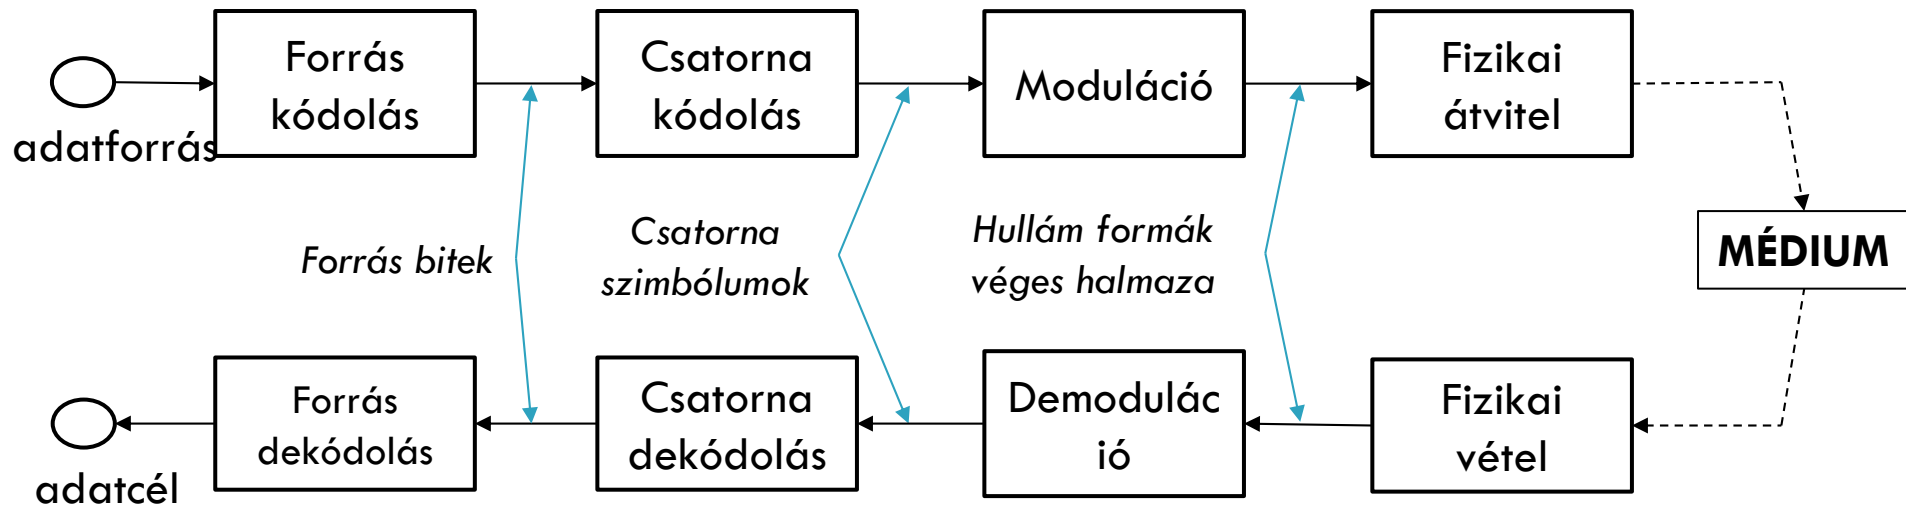 Forrás
kódolás
Csatorna
kódolás
Moduláció
Fizikai
átvitel
adatforrás
Forrás bitek
Csatorna
szimbólumok
Hullám formák
véges halmaza
MÉDIUM
Forrás
dekódolás
Csatorna
dekódolás
Demodulác
ió
Fizikai
vétel
adatcél